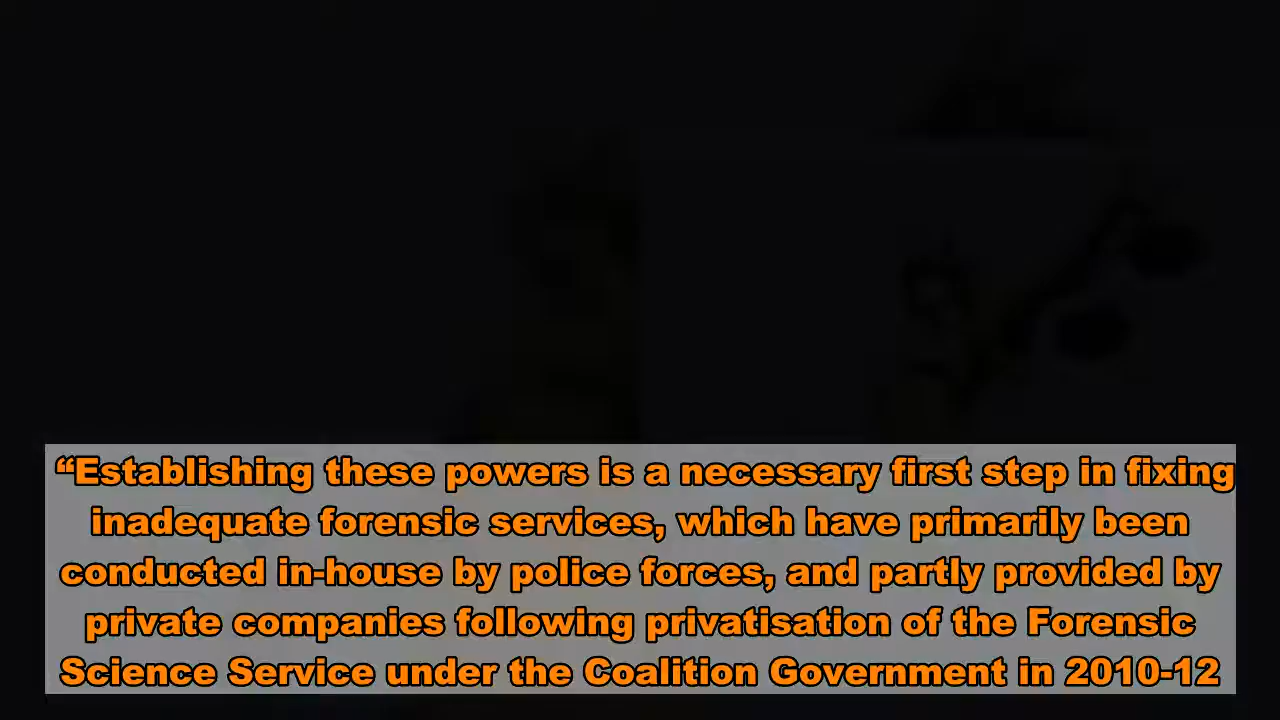 “Establishing these powers is a necessary first step in fixing
inadequate forensic services, which have primarily been
conducted in-house by police forces, and partly provided by
private companies following privatisation of the Forensic
Science Service under the Coalition Government in 2010-12